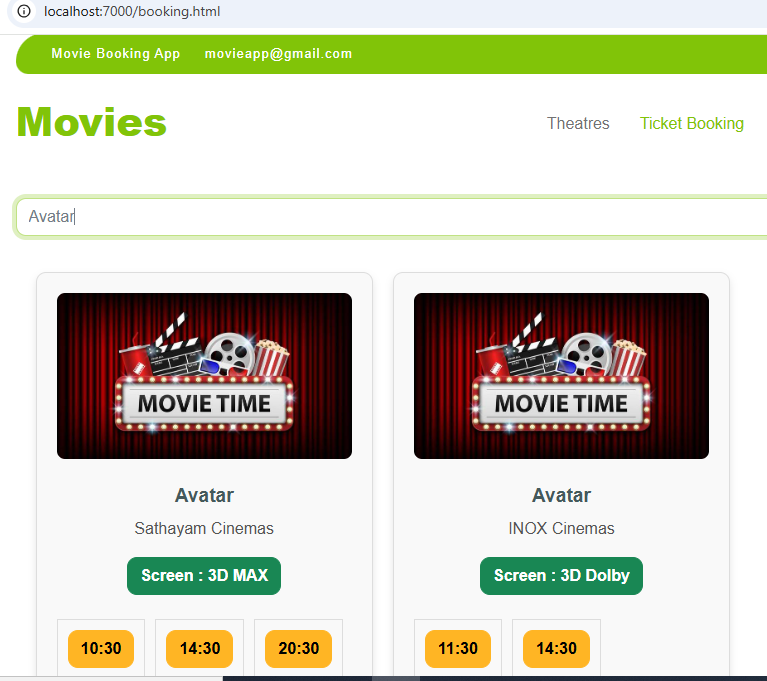 localhost:7000/booking.html
Movie Booking App movieapp@gmail.com
Movies
Theatres Ticket Booking
Avatar
MOVIE TIME
MOVIE TIME
Avatar
Sathayam Cinemas
Screen : 3D MAX
10:30 14:30 20:30
Avatar
INOX Cinemas
Screen : 3D Dolby
11:30 14:30